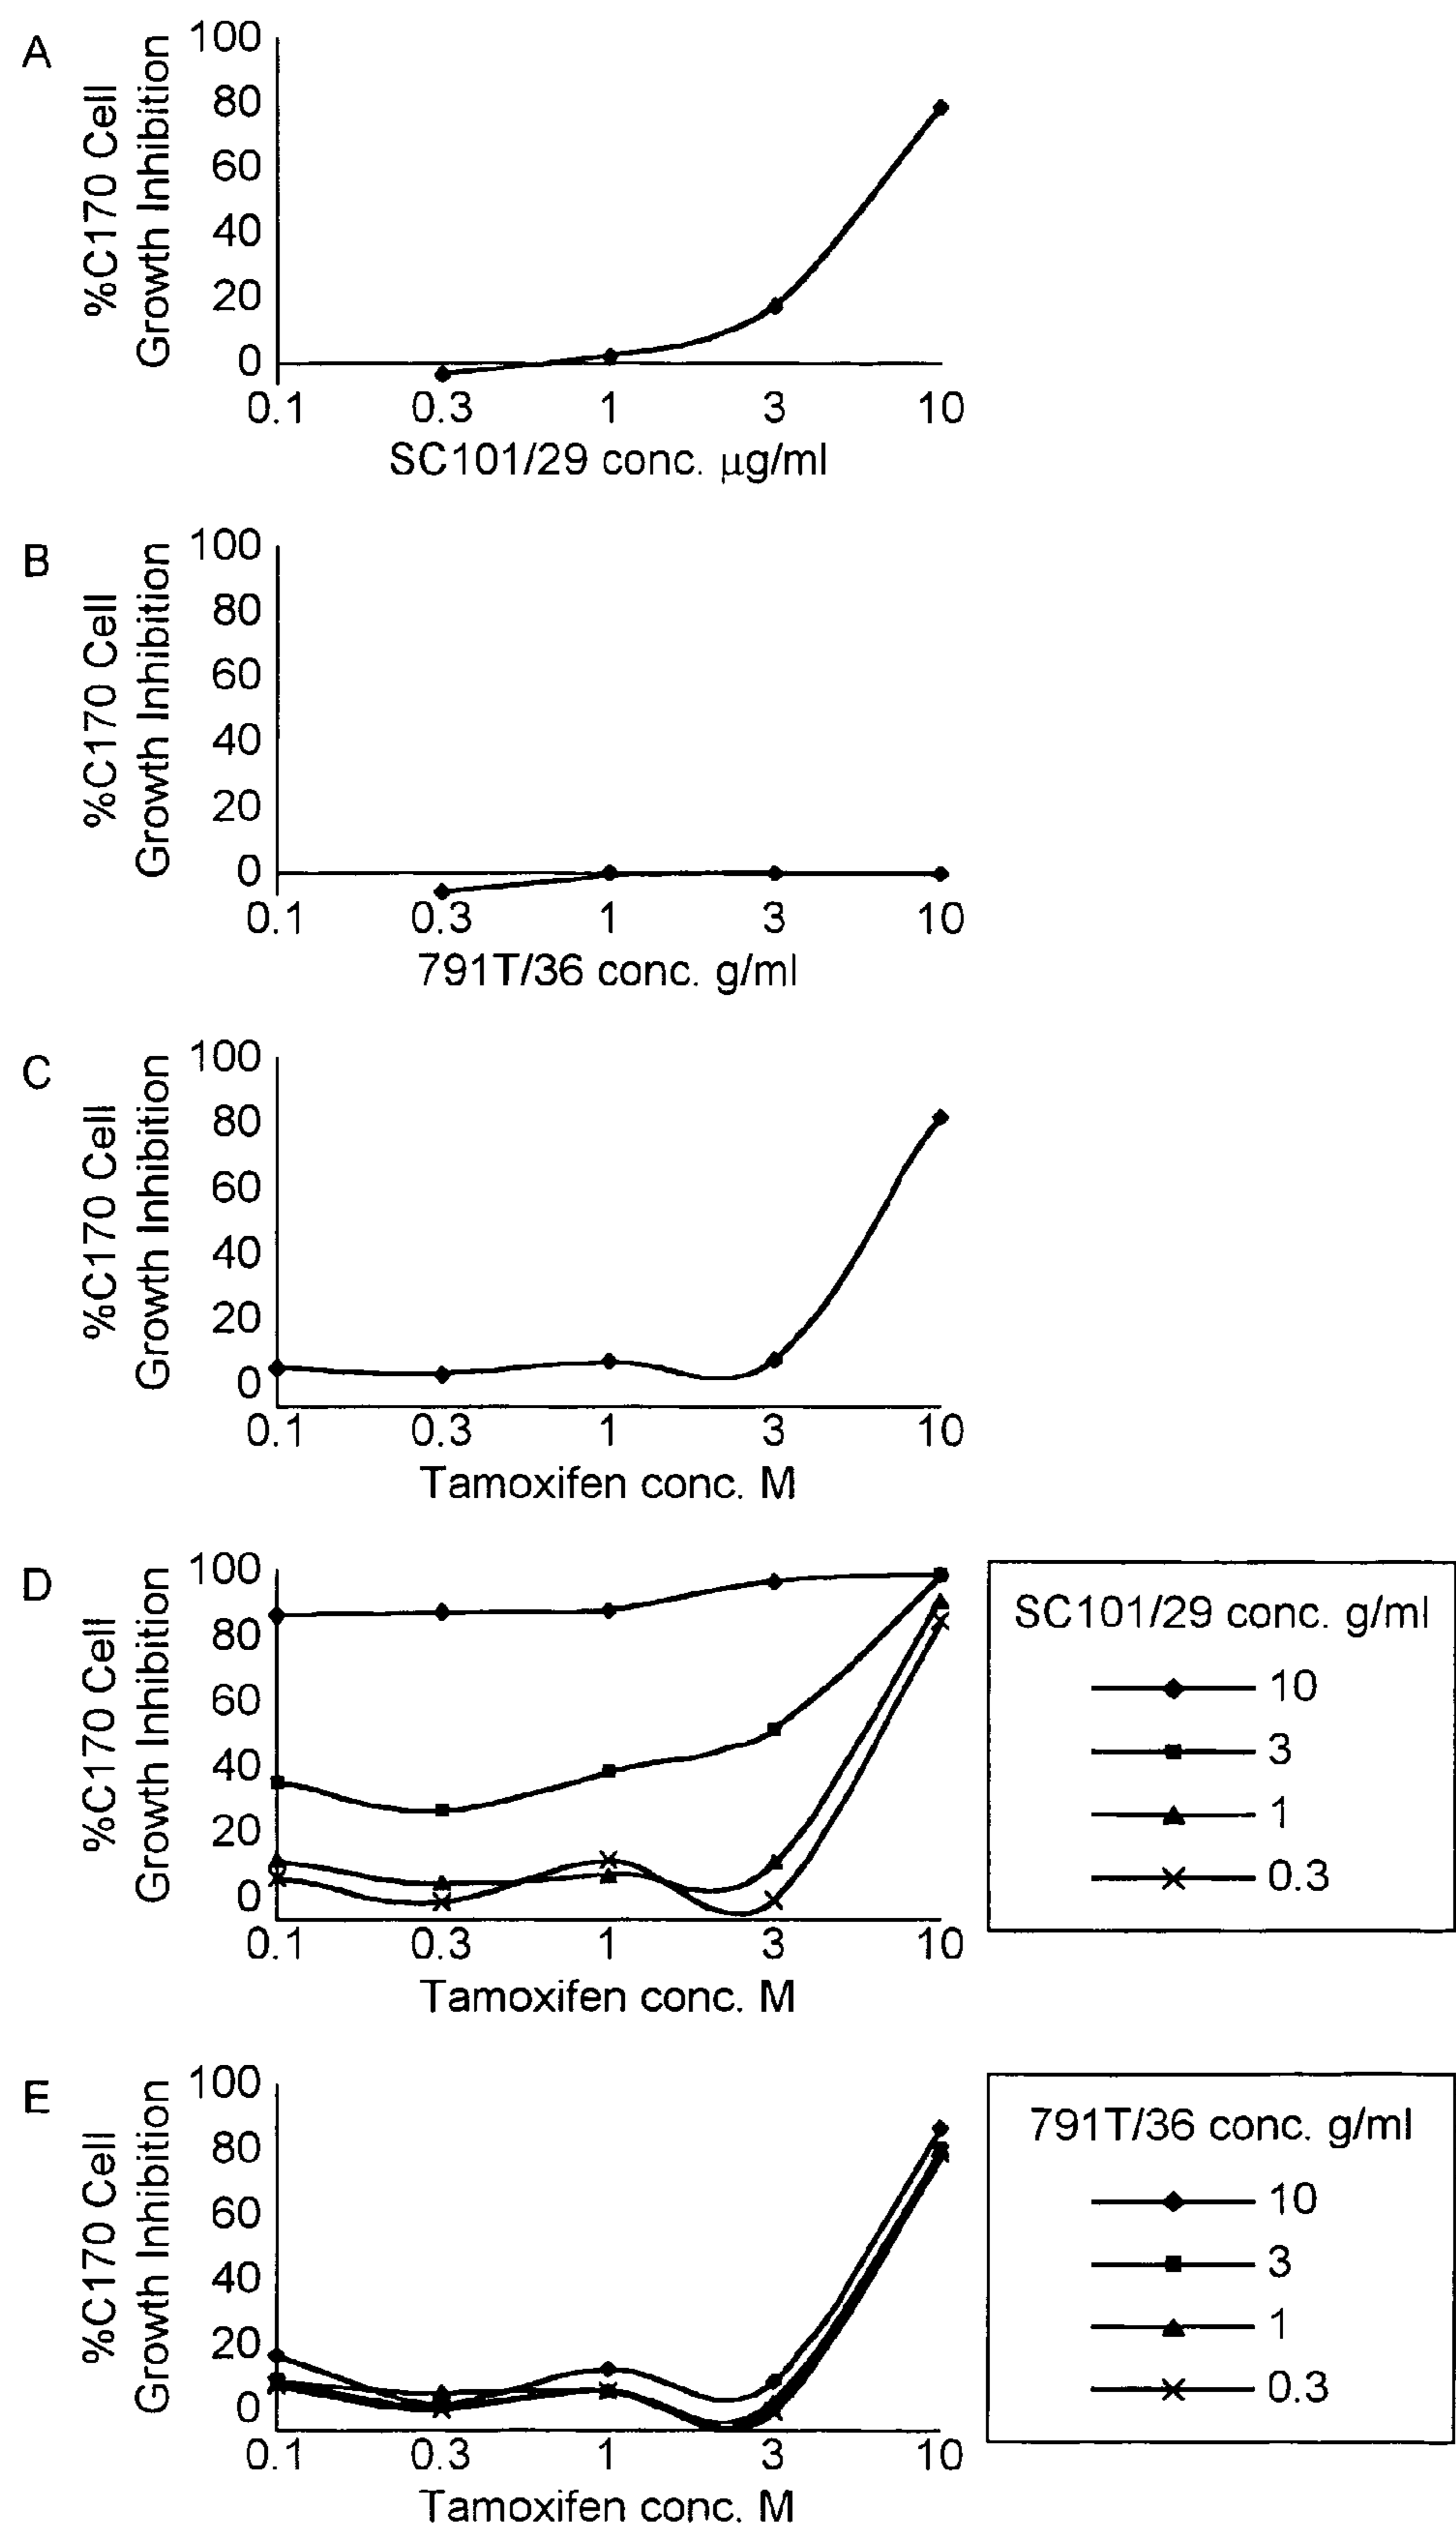 A
%C170 Cell
Growth Inhibition
100
80
60
40
20
0
0.1 0.3 1 3 10
SC101/29 conc. μg/ml
B
%C170 Cell
Growth Inhibition
100
80
60
40
20
0
0.1 0.3 1 3 10
791T/36 conc. g/ml
C
%C170 Cell
Growth Inhibition
100
80
60
40
20
0
0.1 0.3 1 3 10
Tamoxifen conc. M
D
%C170 Cell
Growth Inhibition
100
80
60
40
20
0
0.1 0.3 1 3 10
Tamoxifen conc. M
SC101/29 conc. g/ml
10
3
1
0.3
E
%C170 Cell
Growth Inhibition
100
80
60
40
20
0
0.1 0.3 1 3 10
Tamoxifen conc. M
791T/36 conc. g/ml
10
3
1
0.3